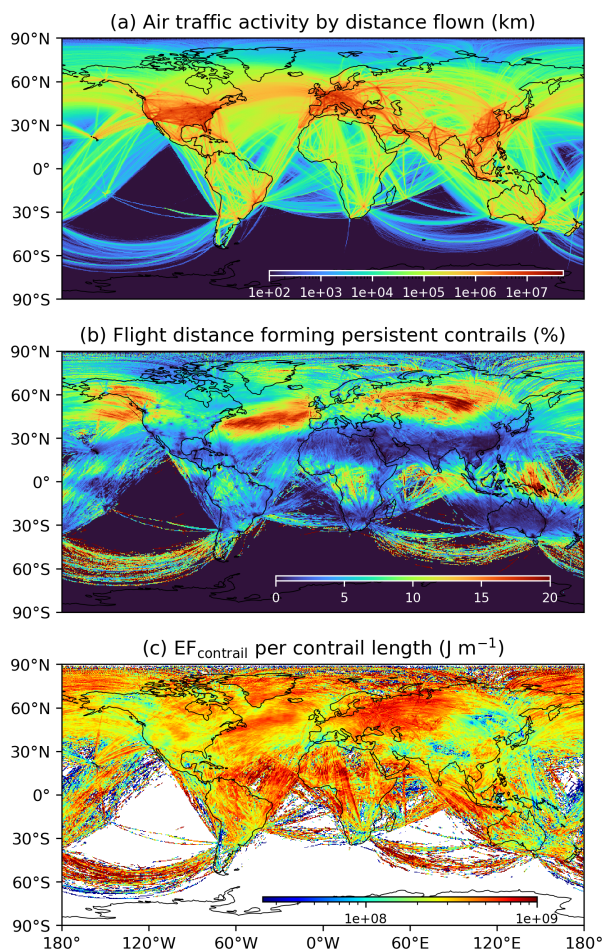 (a) Air traffic activity by distance flown (km)
90°N
60°N
30°N
0°
30°S
60°S
90°S
1e+02 1e+03 1e+04 1e+05 1e+06 1e+07
(b) Flight distance forming persistent contrails (%)
90°N
60°N
30°N
0°
30°S
60°S
90°S
0 5 10 15 20
(c) EFcontrail per contrail length (J m⁻¹)
90°N
60°N
30°N
0°
30°S
60°S
90°S
1e+08 1e+09
180° 120°W 60°W 0°W 60°E 120°E 180°